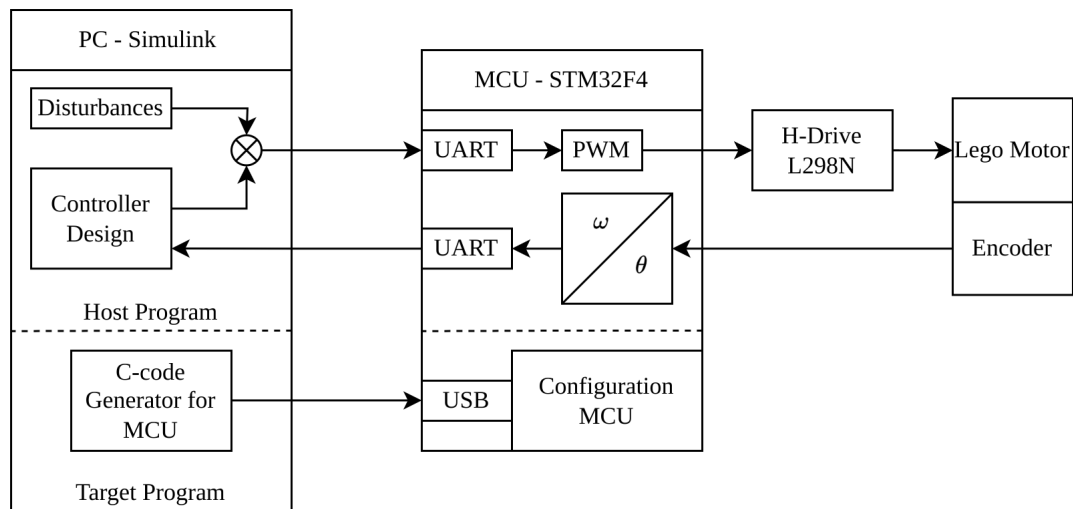 PC - Simulink
Disturbances
Controller
Design
Host Program
C-code
Generator for
MCU
Target Program
MCU - STM32F4
UART
PWM
ω
θ
UART
USB
Configuration
MCU
H-Drive
L298N
Lego Motor
Encoder